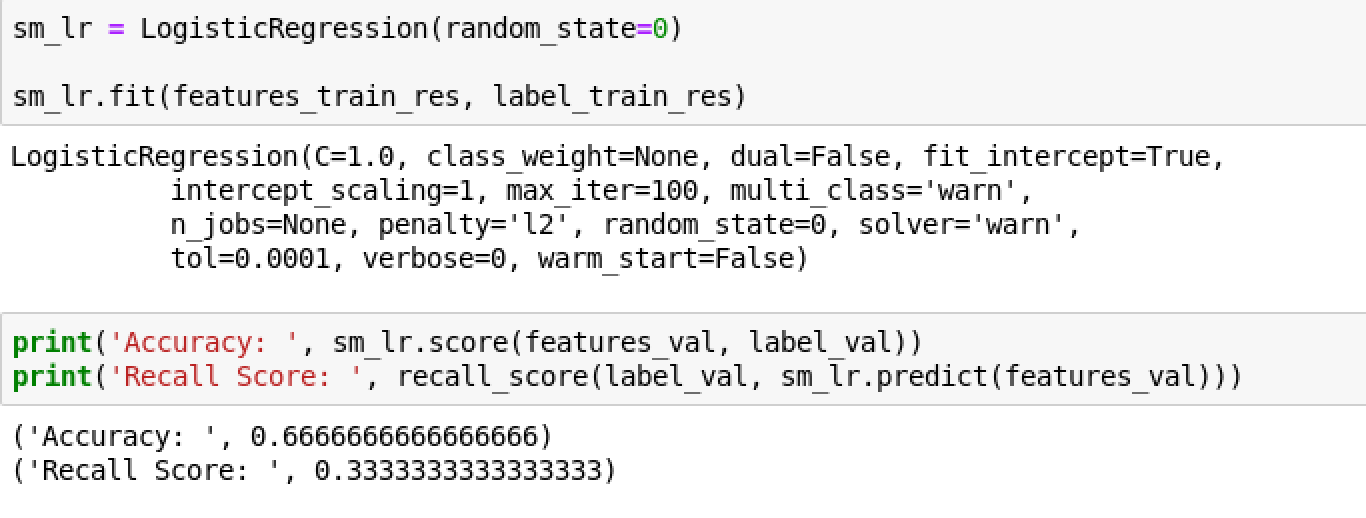 sm_lr = LogisticRegression(random_state=0)
sm_lr.fit(features_train_res, label_train_res)
LogisticRegression(C=1.0, class_weight=None, dual=False, fit_intercept=True,
intercept_scaling=1, max_iter=100, multi_class='warn',
n_jobs=None, penalty='l2', random_state=0, solver='warn',
tol=0.0001, verbose=0, warm_start=False)
print('Accuracy: ', sm_lr.score(features_val, label_val))
print('Recall Score: ', recall_score(label_val, sm_lr.predict(features_val)))
('Accuracy: ', 0.6666666666666666)
('Recall Score: ', 0.3333333333333333)